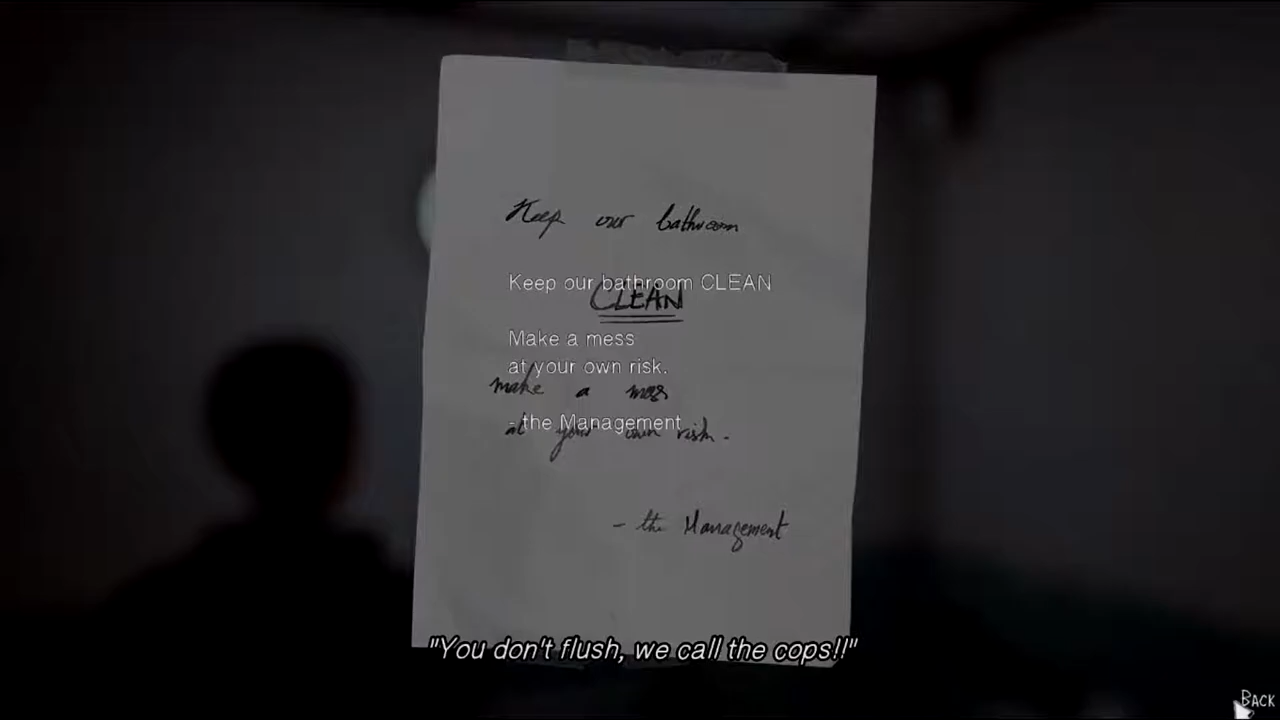 Keep our bathroom
CLEAN
make a mess
at your own risk.
- the Management
Keep our bathroom CLEAN
Make a mess
at your own risk.
- the Management
"You don't flush, we call the cops!!"
BACK